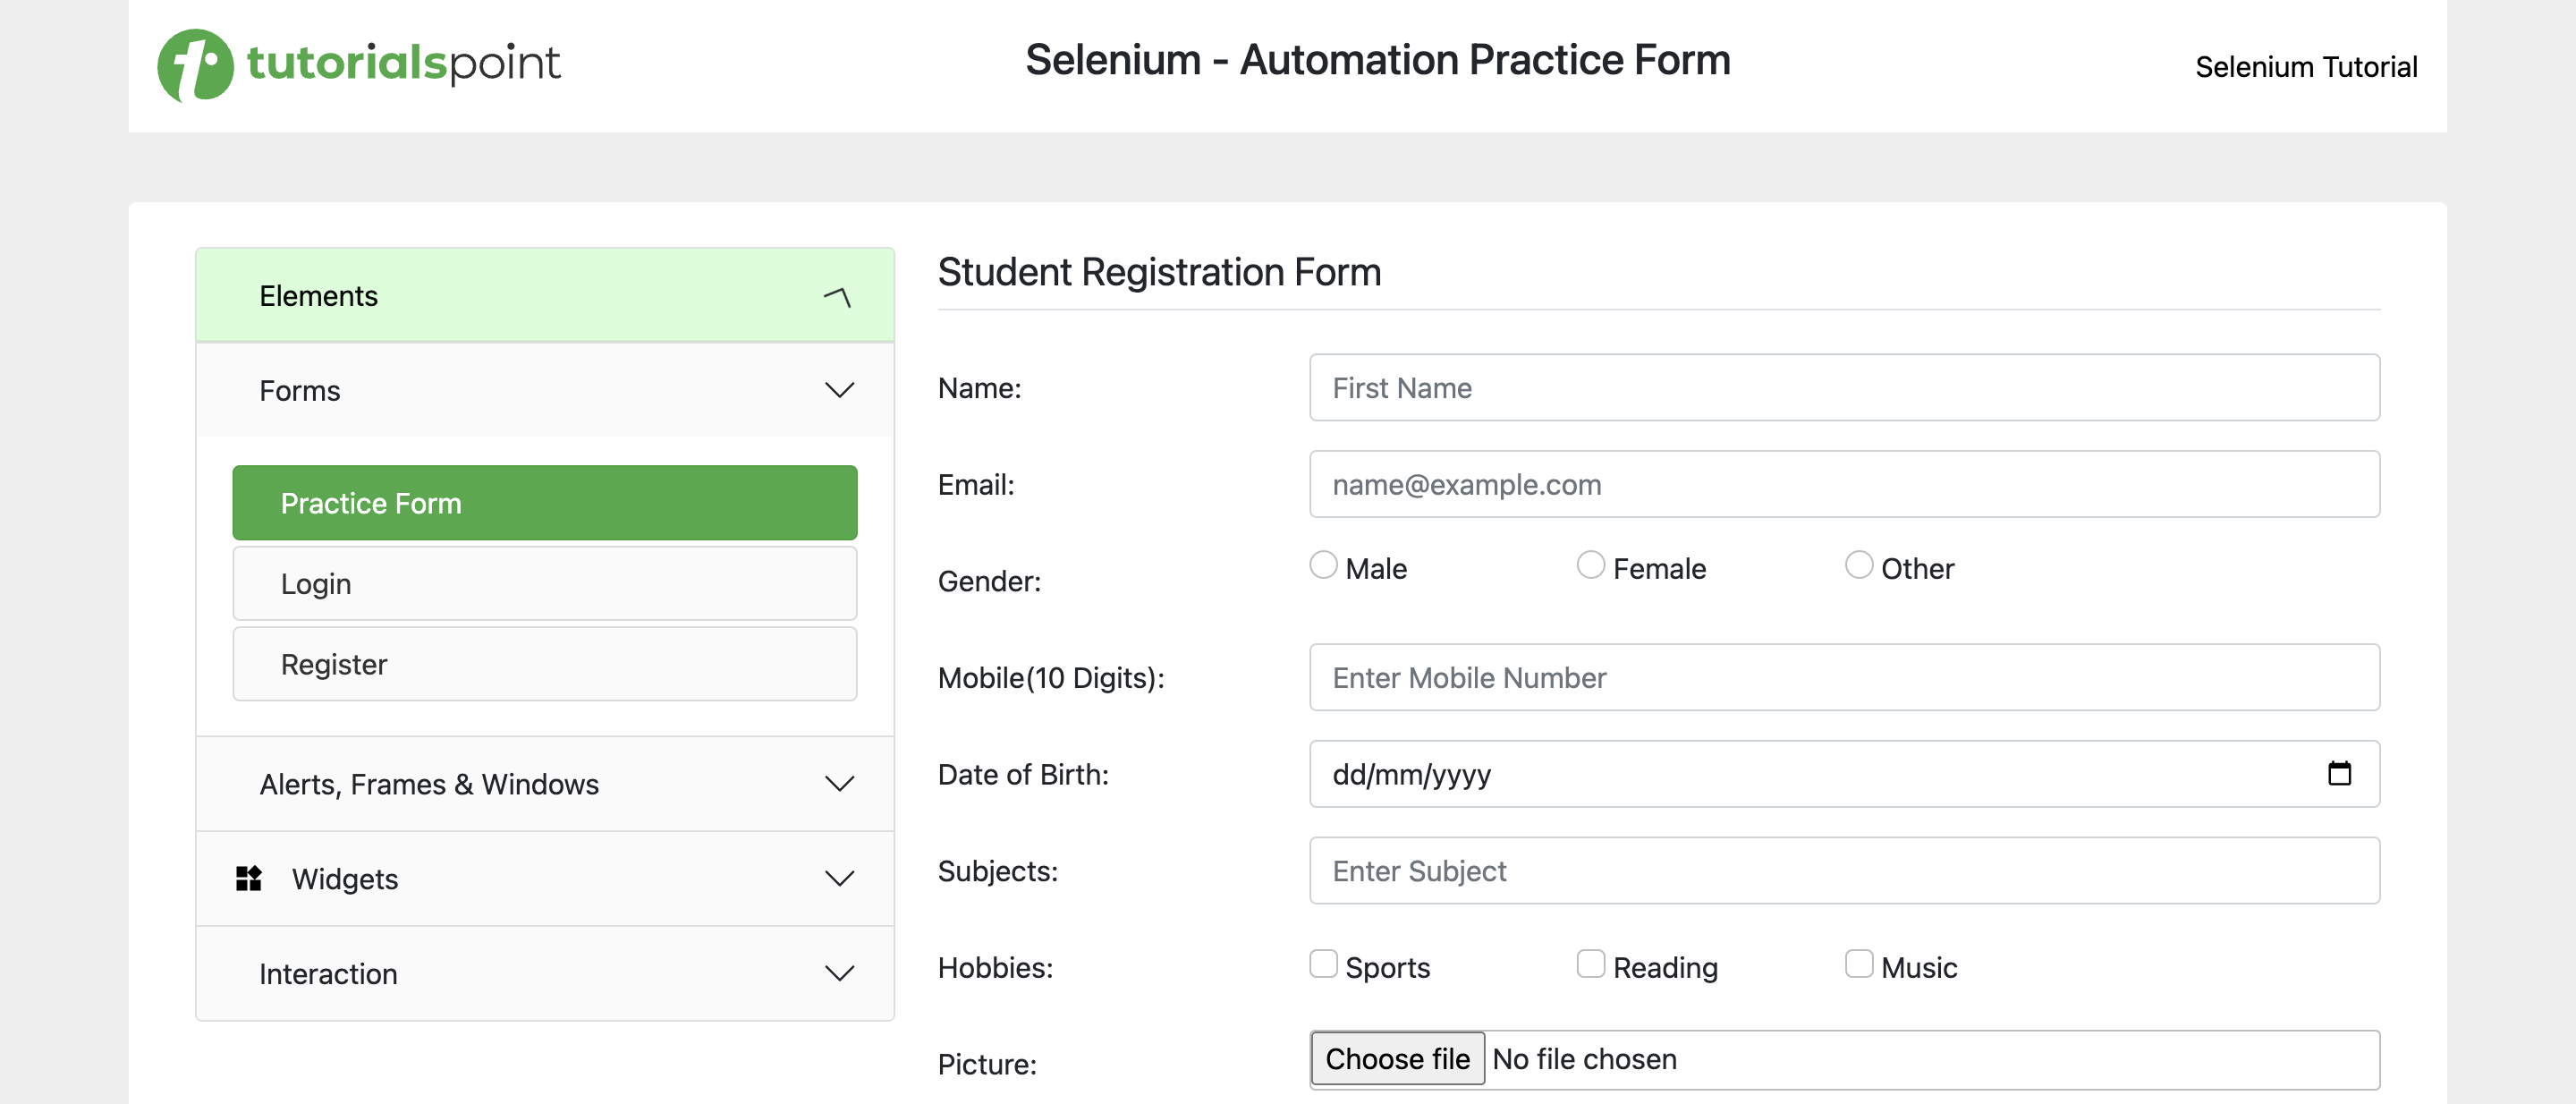 tutorialspoint
Selenium - Automation Practice Form
Selenium Tutorial
Elements
Forms
Practice Form
Login
Register
Alerts, Frames & Windows
Widgets
Interaction
Student Registration Form
Name:
First Name
Email:
name@example.com
Gender:
Male
Female
Other
Mobile(10 Digits):
Enter Mobile Number
Date of Birth:
dd/mm/yyyy
Subjects:
Enter Subject
Hobbies:
Sports
Reading
Music
Picture:
Choose file No file chosen